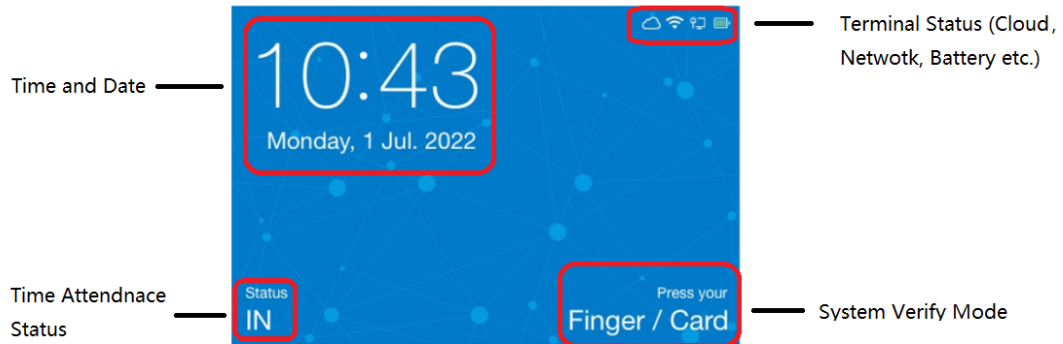 Time and Date
10:43
Monday, 1 Jul. 2022
Terminal Status (Cloud,
Netwotk, Battery etc.)
Time Attendnace
Status
Status
IN
Press your
Finger / Card
System Verify Mode